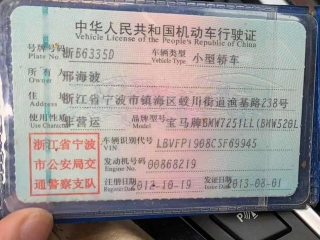 中华人民共和国机动车行驶证
Vehicle License of the People's Republic of China
号牌号码 浙B6335D 车辆类型 小型轿车
Plate No. Vehicle Type
所有人 邢海波
Owner
住址 浙江省宁波市镇海区蛟川街道渔基路238号
Address
使用性质 非营运 品牌型号 宝马牌BMW7251LL(BMW520L
Use Character Model
浙江省宁波
市公安局交
通警察支队
车辆识别代号 LBVFP1908CSF69945
VIN
发动机号码 00868219
Engine No.
注册日期 2012-10-19 发证日期 2013-08-01